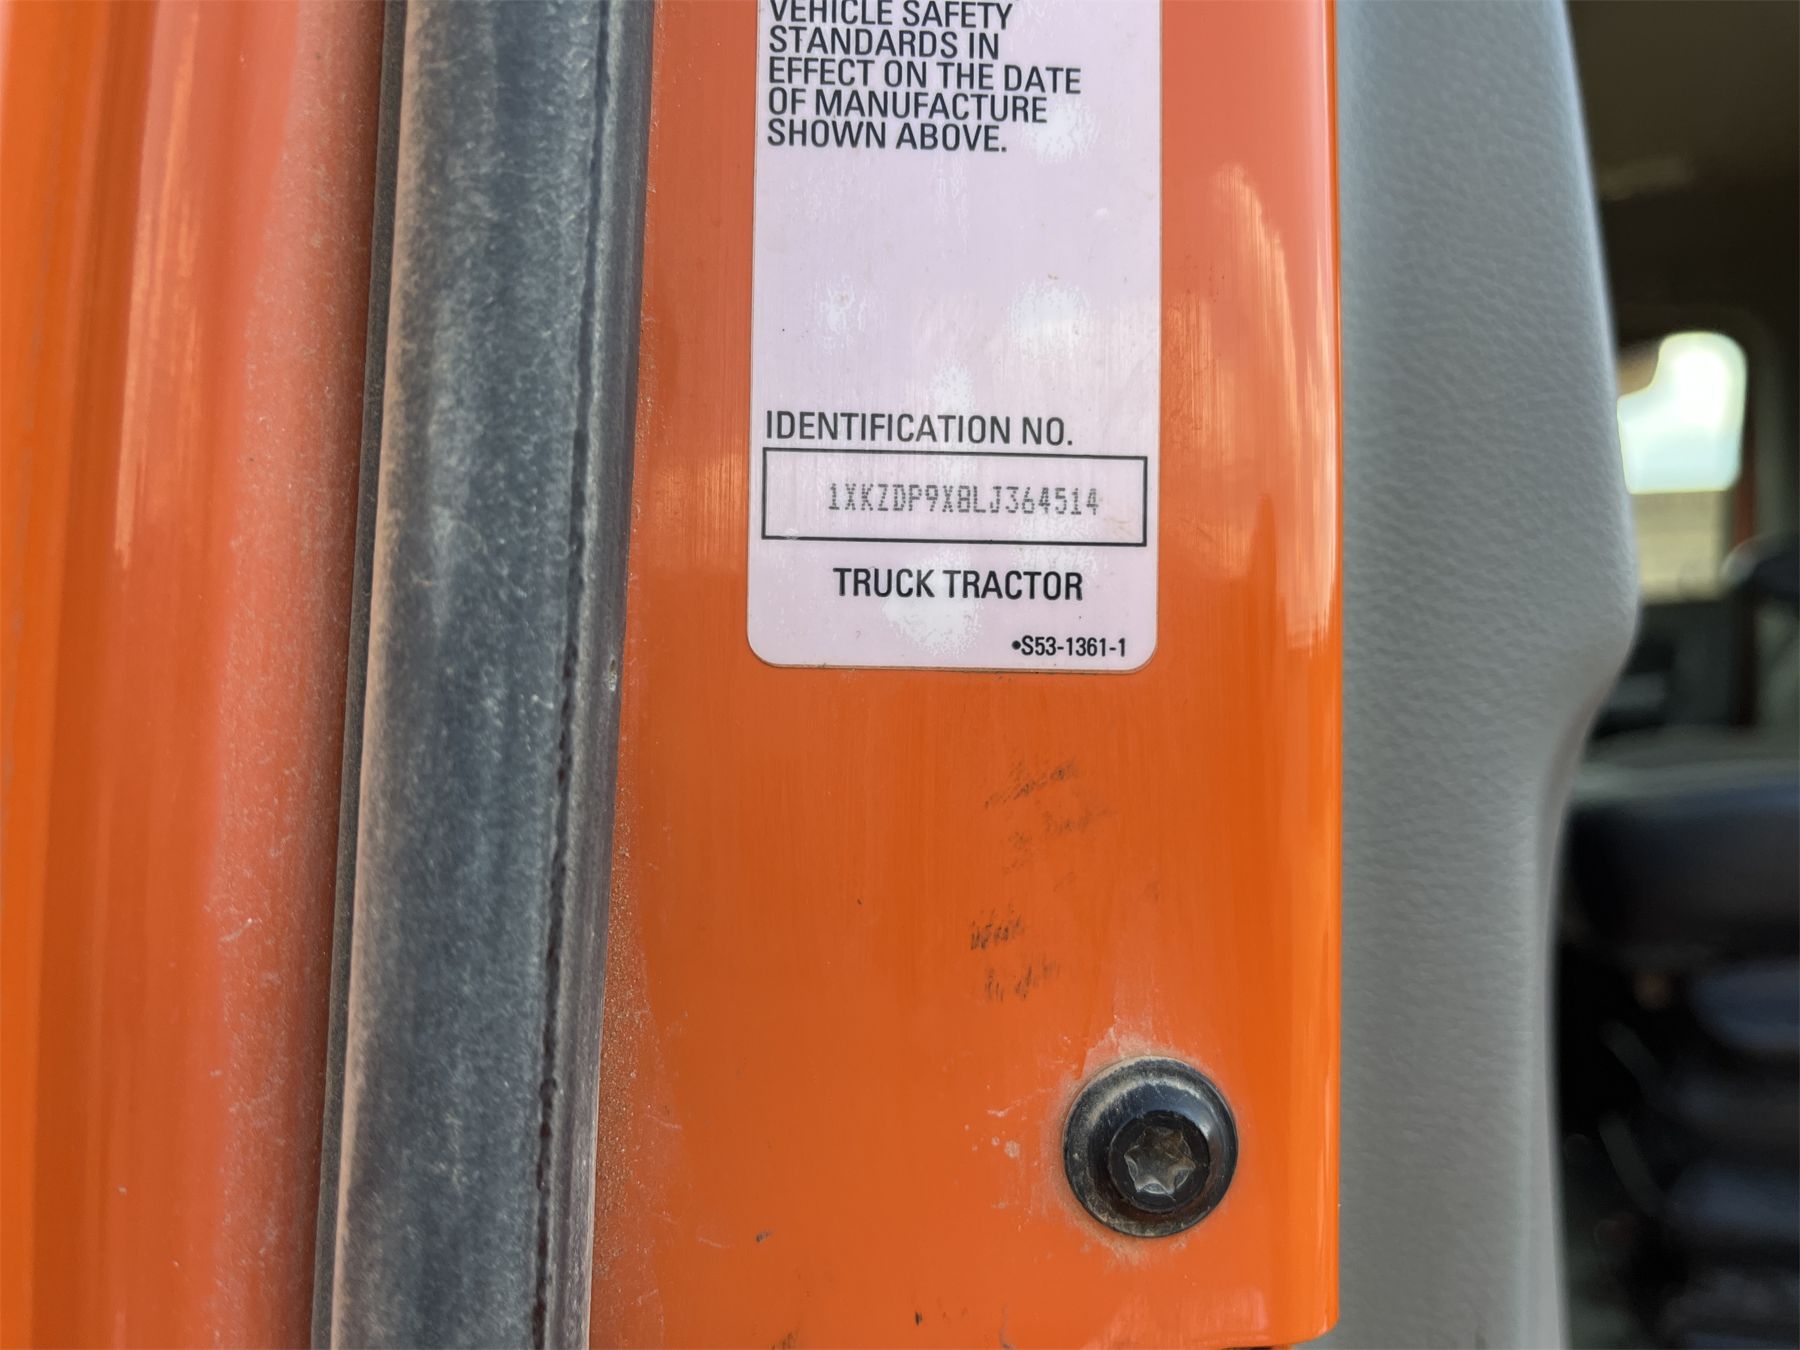 VEHICLE SAFETY
STANDARDS IN
EFFECT ON THE DATE
OF MANUFACTURE
SHOWN ABOVE.
IDENTIFICATION NO.
1XKZDP9X8LJ364514
TRUCK TRACTOR
•S53-1361-1